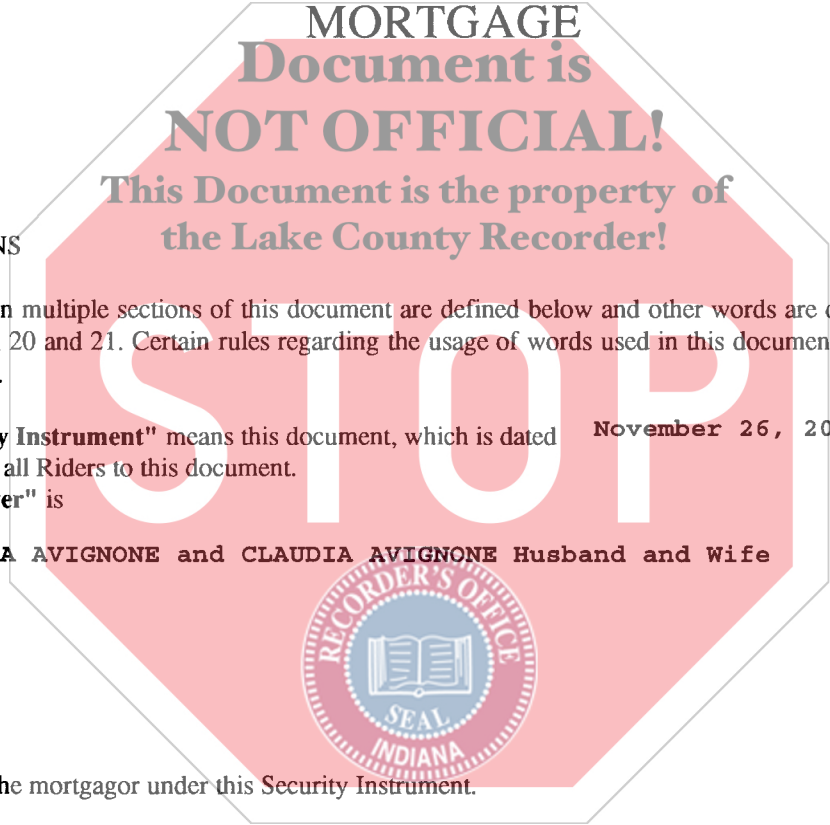 MORTGAGE
Document is
NOT OFFICIAL!
This Document is the property of
the Lake County Recorder!
NS
n multiple sections of this document are defined below and other words are
20 and 21. Certain rules regarding the usage of words used in this documen
y Instrument" means this document, which is dated November 26, 20
all Riders to this document.
er" is
STOP
A AVIGNONE and CLAUDIA AVIGNONE Husband and Wife
RECORDER'S OFFICE
SEAL
INDIANA
he mortgagor under this Security Instrument.